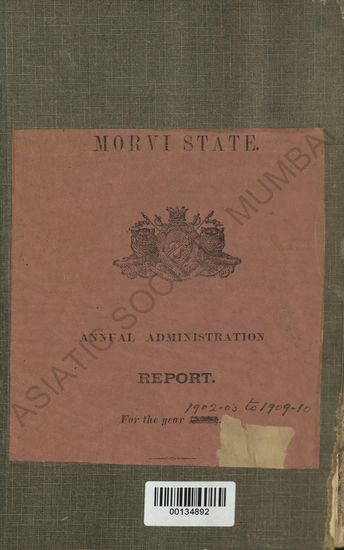 MORVI STATE.
ANNUAL ADMINISTRATION
REPORT.
1902-03 to 1909-10
For the year
ASIATIC SOCIETY MUMBAI
00134892